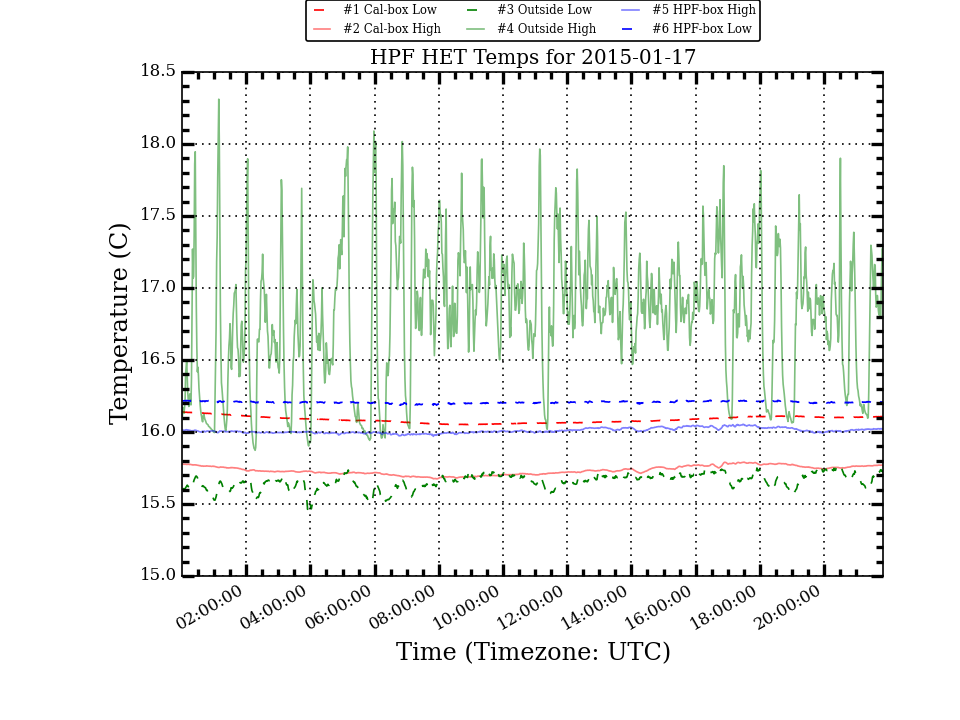 #1 Cal-box Low #3 Outside Low #5 HPF-box High
#2 Cal-box High #4 Outside High #6 HPF-box Low
HPF HET Temps for 2015-01-17
18.5
18.0
17.5
17.0
16.5
16.0
15.5
15.0
Temperature (C)
02:00:00 04:00:00 06:00:00 08:00:00 10:00:00 12:00:00 14:00:00 16:00:00 18:00:00 20:00:00
Time (Timezone: UTC)